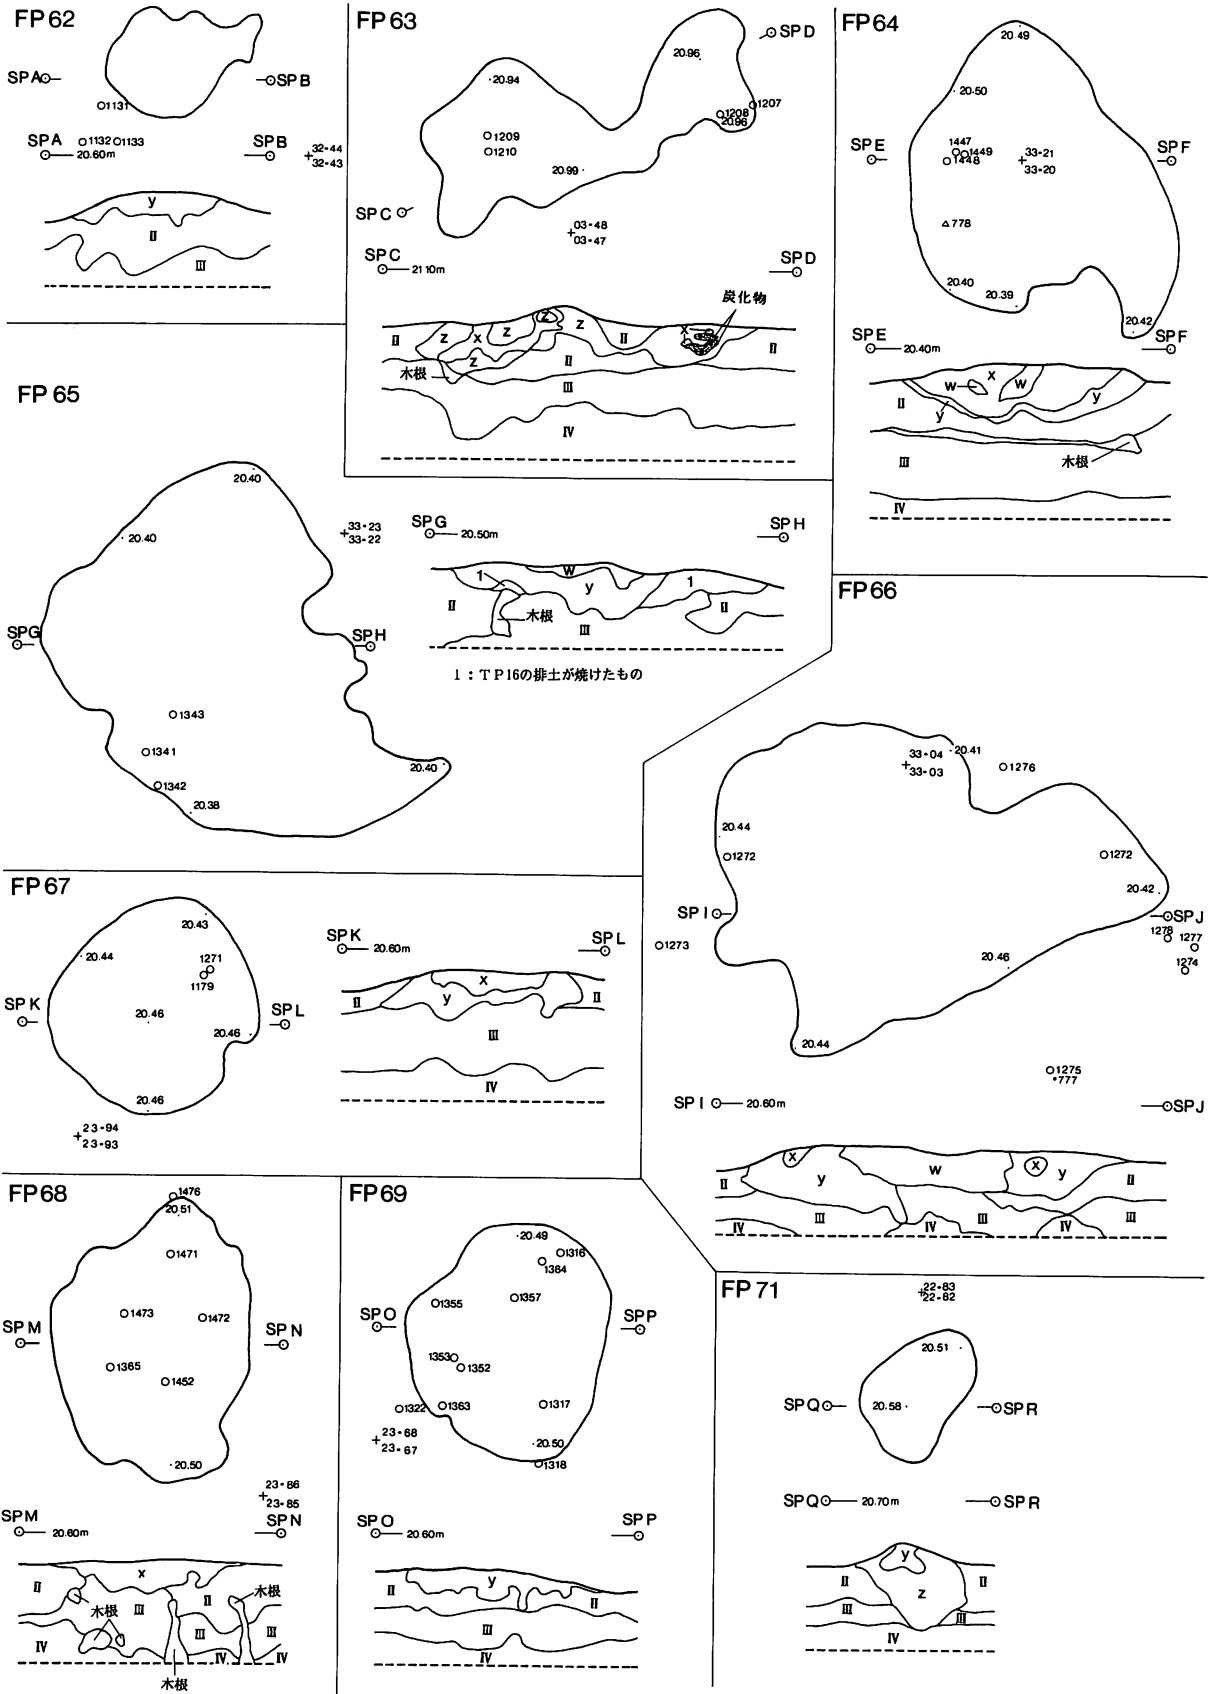 FP62
SPA
SPB
1131
SPA
1132 1133
SPB
20.60m
32-44
32-43
y
II
III
FP63
SPD
20.96
20.94
1207
1208
20.96
1209
1210
20.99
SPC
03-48
03-47
SPC
21.10m
SPD
炭化物
II
z
x
z
z
z
II
x
II
z
II
木根
III
IV
FP64
20.49
20.50
1447
1449
1448
SPE
SPF
33-21
33-20
778
20.40
20.39
20.42
SPE
20.40m
SPF
x
w
w
II
y
y
III
木根
IV
FP65
20.40
20.40
33-23
33-22
SPG
SPH
1343
1341
1342
20.38
20.40
SPG
20.50m
SPH
1
w
y
1
II
II
木根
III
1：TP16の排土が焼けたもの
FP66
33-04
33-03
20.41
1276
20.44
1272
1272
20.42
SPI
SPJ
1273
1278
1277
1274
20.46
20.44
1275
777
SPI
20.60m
SPJ
x
w
x
y
y
II
II
III
III
III
IV
IV
IV
FP67
20.43
20.44
1271
1179
SPK
20.46
SPL
20.46
20.46
23-94
23-93
SPK
20.60m
SPL
x
y
II
II
III
IV
FP68
1476
20.51
1471
1473
1472
SPM
SPN
1365
1452
20.50
23-86
23-85
SPM
20.60m
SPN
x
II
II
木根
木根
III
III
III
IV
IV
IV
木根
FP69
20.49
1316
1364
1355
1357
SPO
SPP
1353
1352
1322
1363
1317
23-68
23-67
20.50
1318
SPO
20.60m
SPP
y
II
II
III
IV
FP71
22-83
22-82
20.51
SPQ
20.58
SPR
SPQ
20.70m
SPR
y
II
II
z
III
III
IV